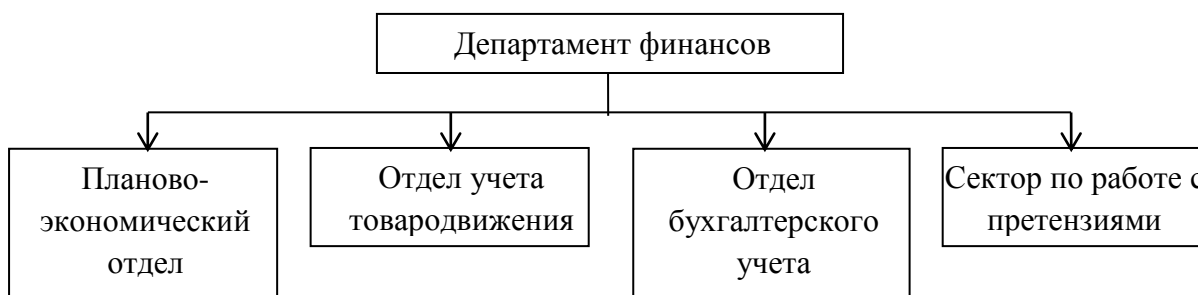 Департамент финансов
Планово-
экономический
отдел
Отдел учета
товародвижения
Отдел
бухгалтерского
учета
Сектор по работе с
претензиями